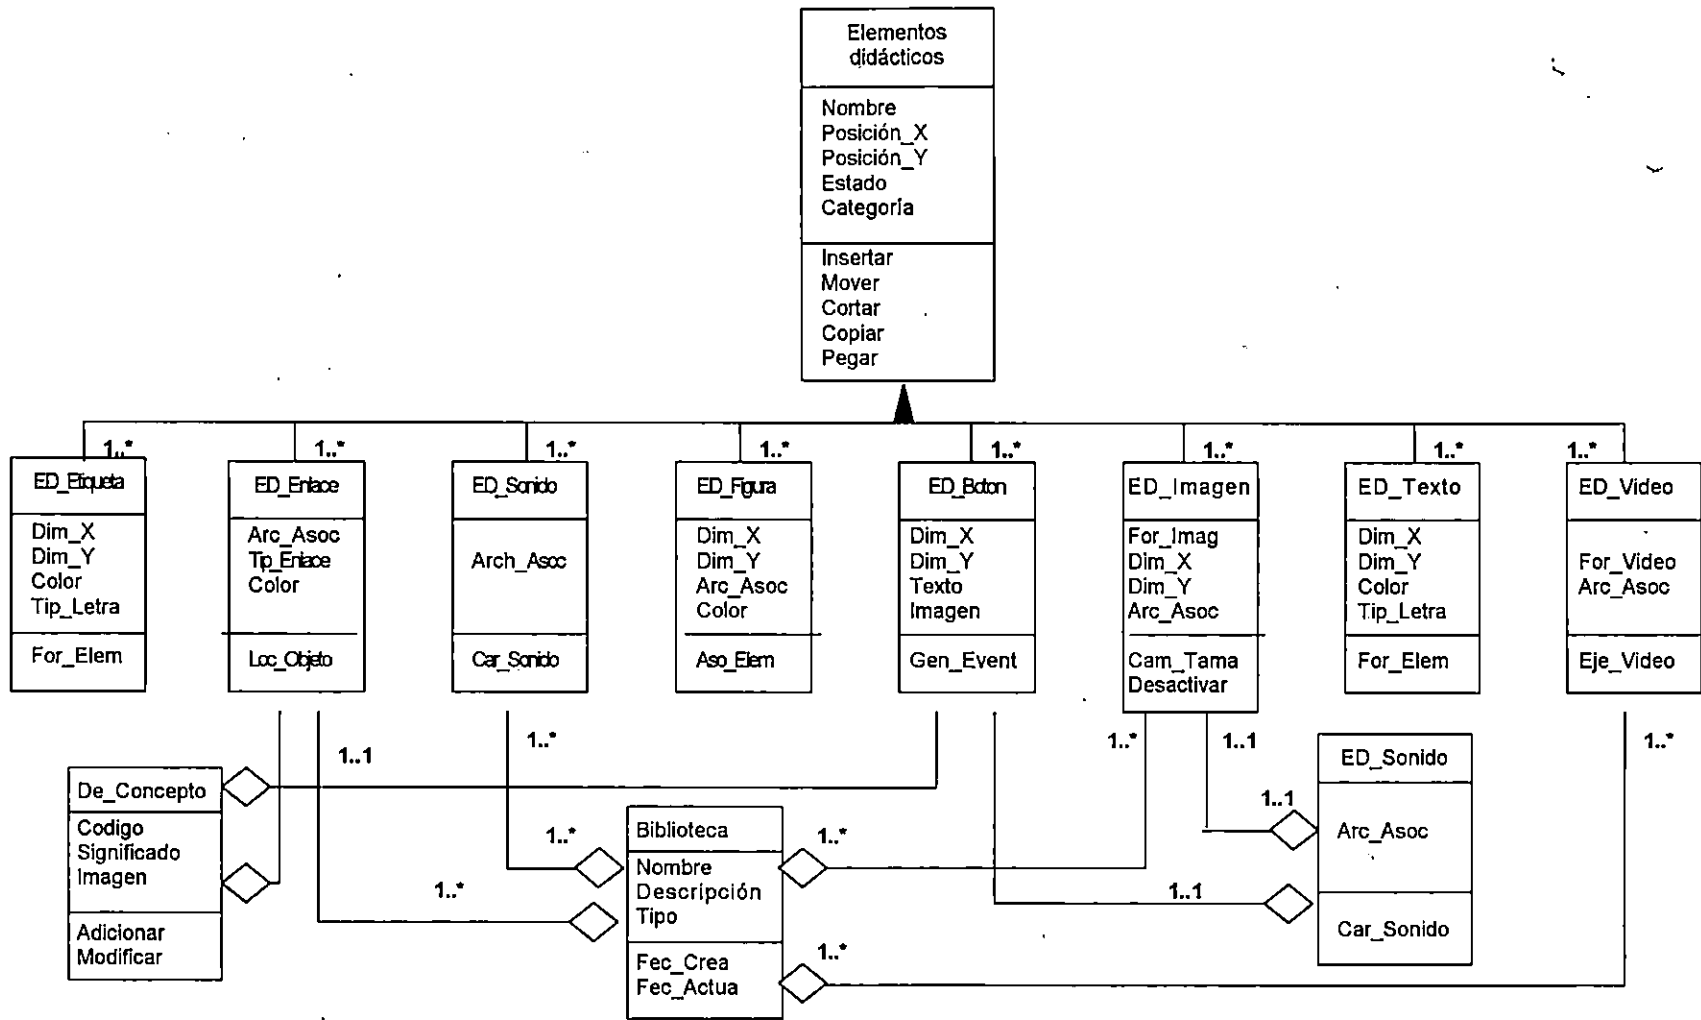 Elementos
didácticos
Nombre
Posición_X
Posición_Y
Estado
Categoría
Insertar
Mover
Cortar
Copiar
Pegar
1..*
1..*
1..*
1..*
1..*
1..*
1..*
1..*
ED_Etiqueta
Dim_X
Dim_Y
Color
Tip_Letra
For_Elem
ED_Enlace
Arc_Asoc
Tip_Enlace
Color
Loc_Objeto
ED_Sonido
Arch_Asoc
Car_Sonido
ED_Figura
Dim_X
Dim_Y
Arc_Asoc
Color
Aso_Elem
ED_Boton
Dim_X
Dim_Y
Texto
Imagen
Gen_Event
ED_Imagen
For_Imag
Dim_X
Dim_Y
Arc_Asoc
Cam_Tama
Desactivar
ED_Texto
Dim_X
Dim_Y
Color
Tip_Letra
For_Elem
ED_Video
For_Video
Arc_Asoc
Eje_Video
1..1
1..*
1..*
1..1
1..*
De_Concepto
Codigo
Significado
Imagen
Adicionar
Modificar
1..*
1..*
Biblioteca
Nombre
Descripción
Tipo
Fec_Crea
Fec_Actua
1..*
1..*
1..1
1..1
ED_Sonido
Arc_Asoc
Car_Sonido